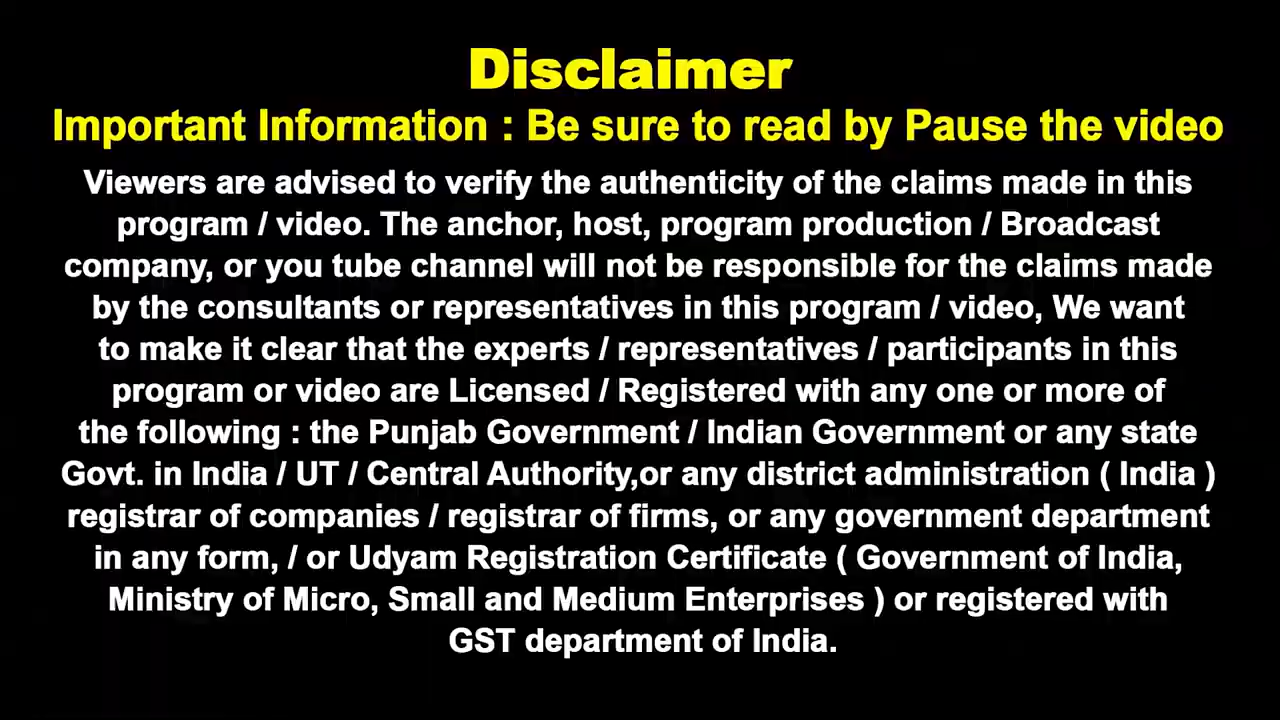 Disclaimer
Important Information : Be sure to read by Pause the video
Viewers are advised to verify the authenticity of the claims made in this
program / video. The anchor, host, program production / Broadcast
company, or you tube channel will not be responsible for the claims made
by the consultants or representatives in this program / video, We want
to make it clear that the experts / representatives / participants in this
program or video are Licensed / Registered with any one or more of
the following : the Punjab Government / Indian Government or any state
Govt. in India / UT / Central Authority,or any district administration ( India )
registrar of companies / registrar of firms, or any government department
in any form, / or Udyam Registration Certificate ( Government of India,
Ministry of Micro, Small and Medium Enterprises ) or registered with
GST department of India.